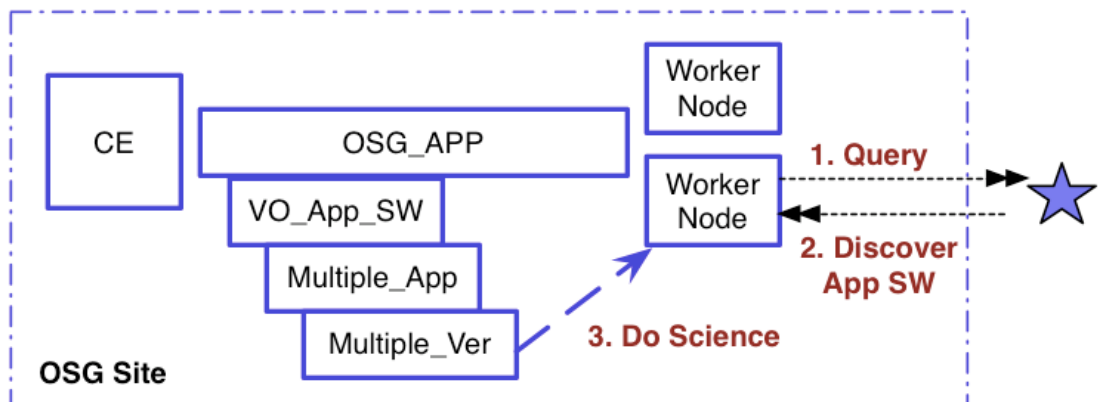 CE
OSG_APP
VO_App_SW
Multiple_App
Multiple_Ver
Worker
Node
Worker
Node
1. Query
2. Discover
App SW
3. Do Science
OSG Site